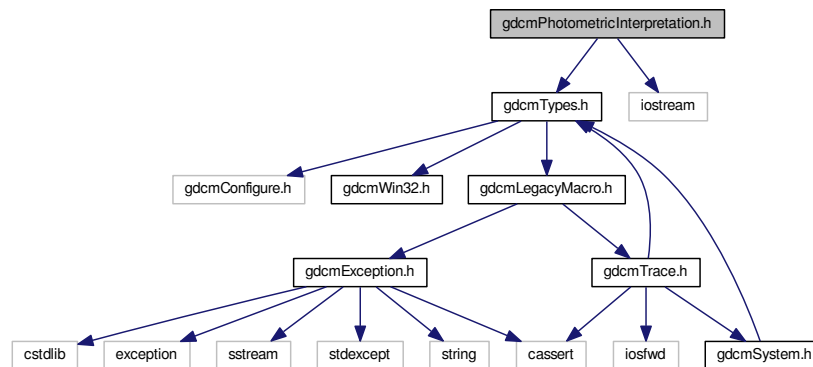 gdcmPhotometricInterpretation.h
gdcmTypes.h
iostream
gdcmConfigure.h
gdcmWin32.h
gdcmLegacyMacro.h
gdcmException.h
gdcmTrace.h
cstdlib
exception
sstream
stdexcept
string
cassert
iosfwd
gdcmSystem.h